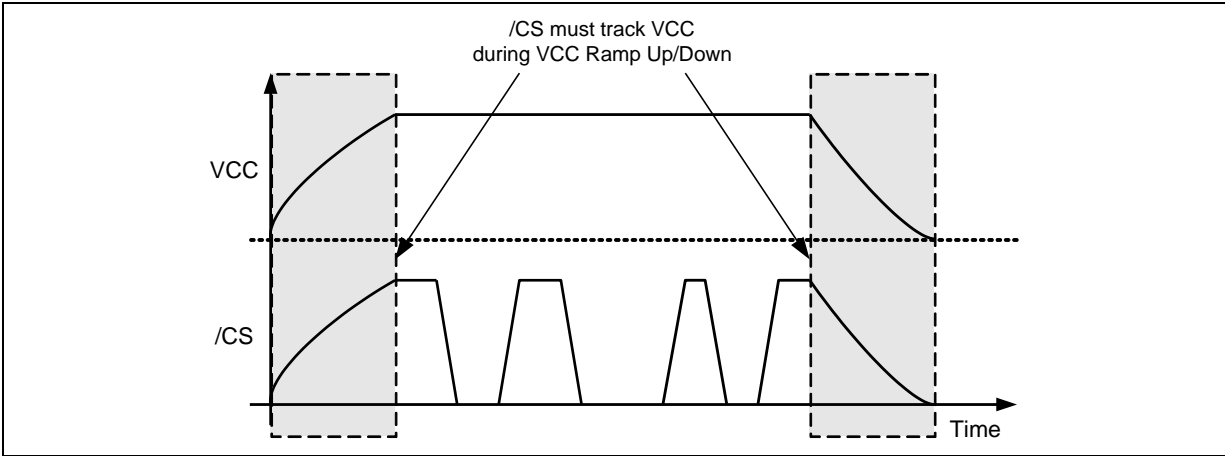 /CS must track VCC
during VCC Ramp Up/Down
VCC
/CS
Time